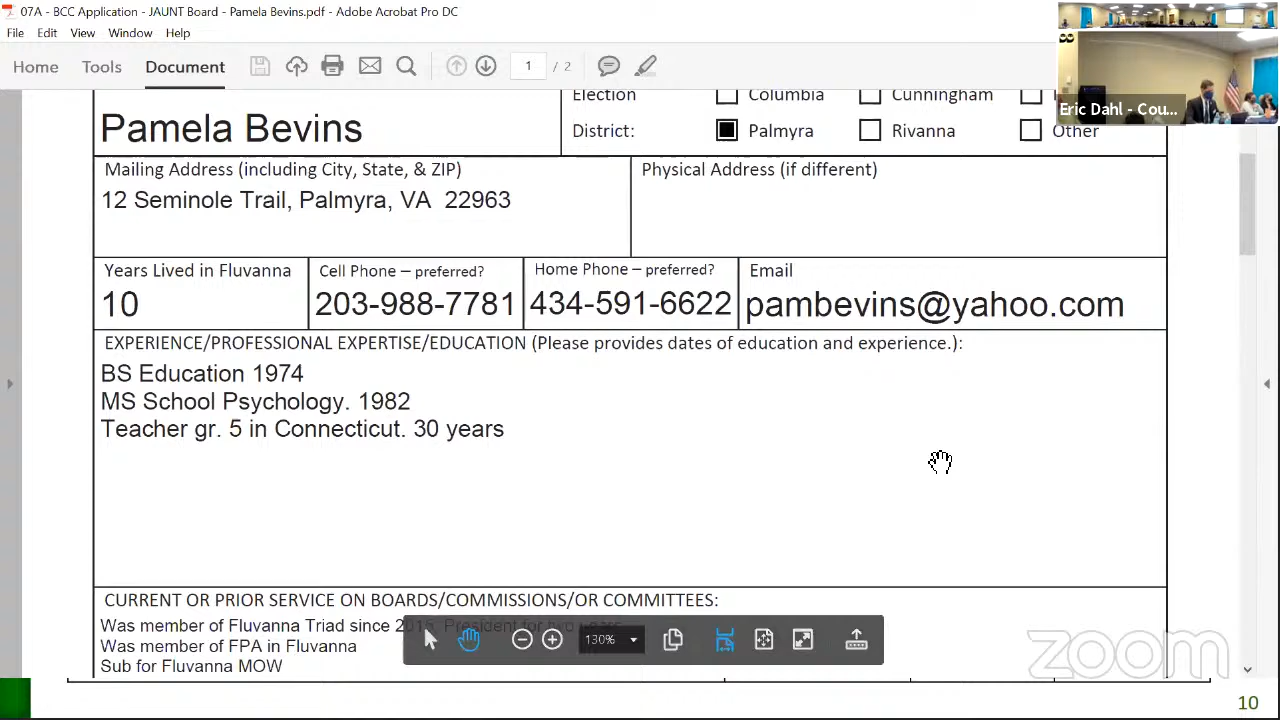 07A - BCC Application - JAUNT Board - Pamela Bevins.pdf - Adobe Acrobat Pro DC
File Edit View Window Help
Home Tools Document 1 / 2
Eric Dahl - Cou...
Election Columbia Cunningham
Pamela Bevins District: Palmyra Rivanna Other
Mailing Address (including City, State, & ZIP) Physical Address (if different)
12 Seminole Trail, Palmyra, VA 22963
Years Lived in Fluvanna Cell Phone – preferred? Home Phone – preferred? Email
10 203-988-7781 434-591-6622 pambevins@yahoo.com
EXPERIENCE/PROFESSIONAL EXPERTISE/EDUCATION (Please provides dates of education and experience.):
BS Education 1974
MS School Psychology. 1982
Teacher gr. 5 in Connecticut. 30 years
CURRENT OR PRIOR SERVICE ON BOARDS/COMMISSIONS/OR COMMITTEES:
Was member of Fluvanna Triad since President for two years
Was member of FPA in Fluvanna
Sub for Fluvanna MOW
130%
zoom
10